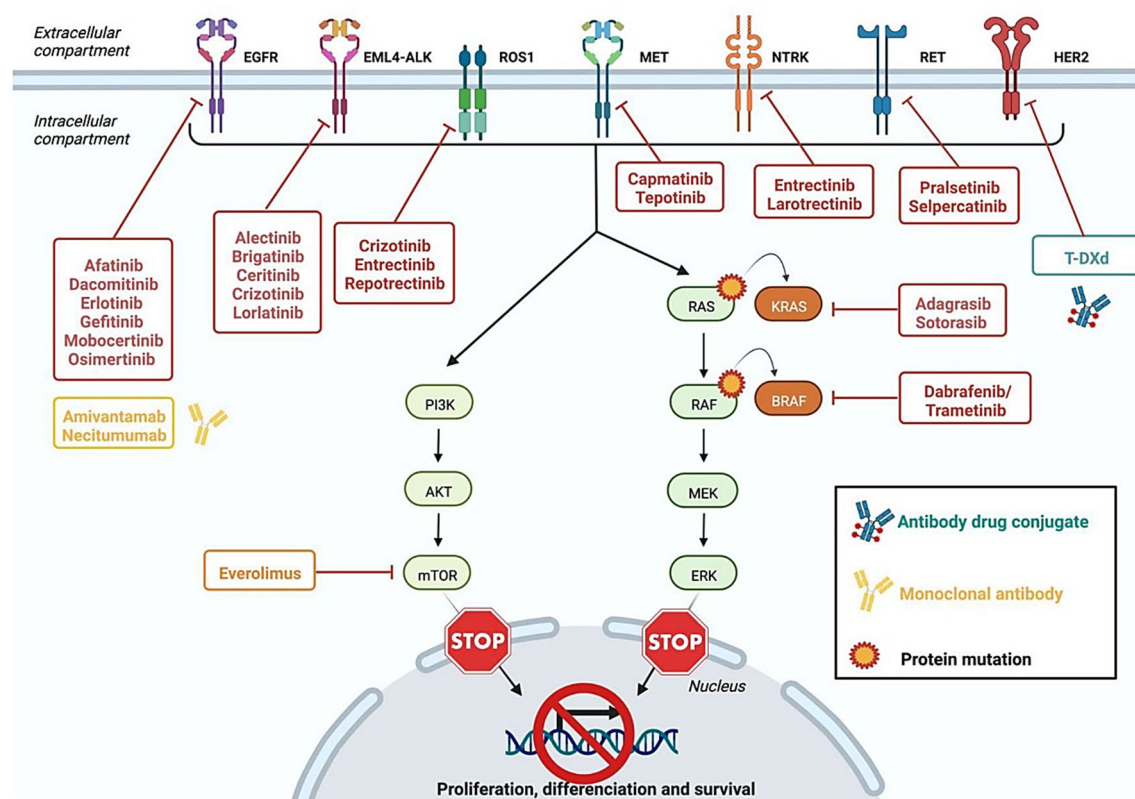 Extracellular
compartment
EGFR
EML4-ALK
ROS1
MET
NTRK
RET
HER2
Intracellular
compartment
Afatinib
Dacomitinib
Erlotinib
Gefitinib
Mobocertinib
Osimertinib
Amivantamab
Necitumumab
Alectinib
Brigatinib
Ceritinib
Crizotinib
Lorlatinib
Crizotinib
Entrectinib
Repotrectinib
Capmatinib
Tepotinib
Entrectinib
Larotrectinib
Pralsetinib
Selpercatinib
T-DXd
RAS
KRAS
Adagrasib
Sotorasib
PI3K
RAF
BRAF
Dabrafenib/
Trametinib
AKT
MEK
Everolimus
mTOR
ERK
STOP
STOP
Nucleus
Proliferation, differenciation and survival
Antibody drug conjugate
Monoclonal antibody
Protein mutation